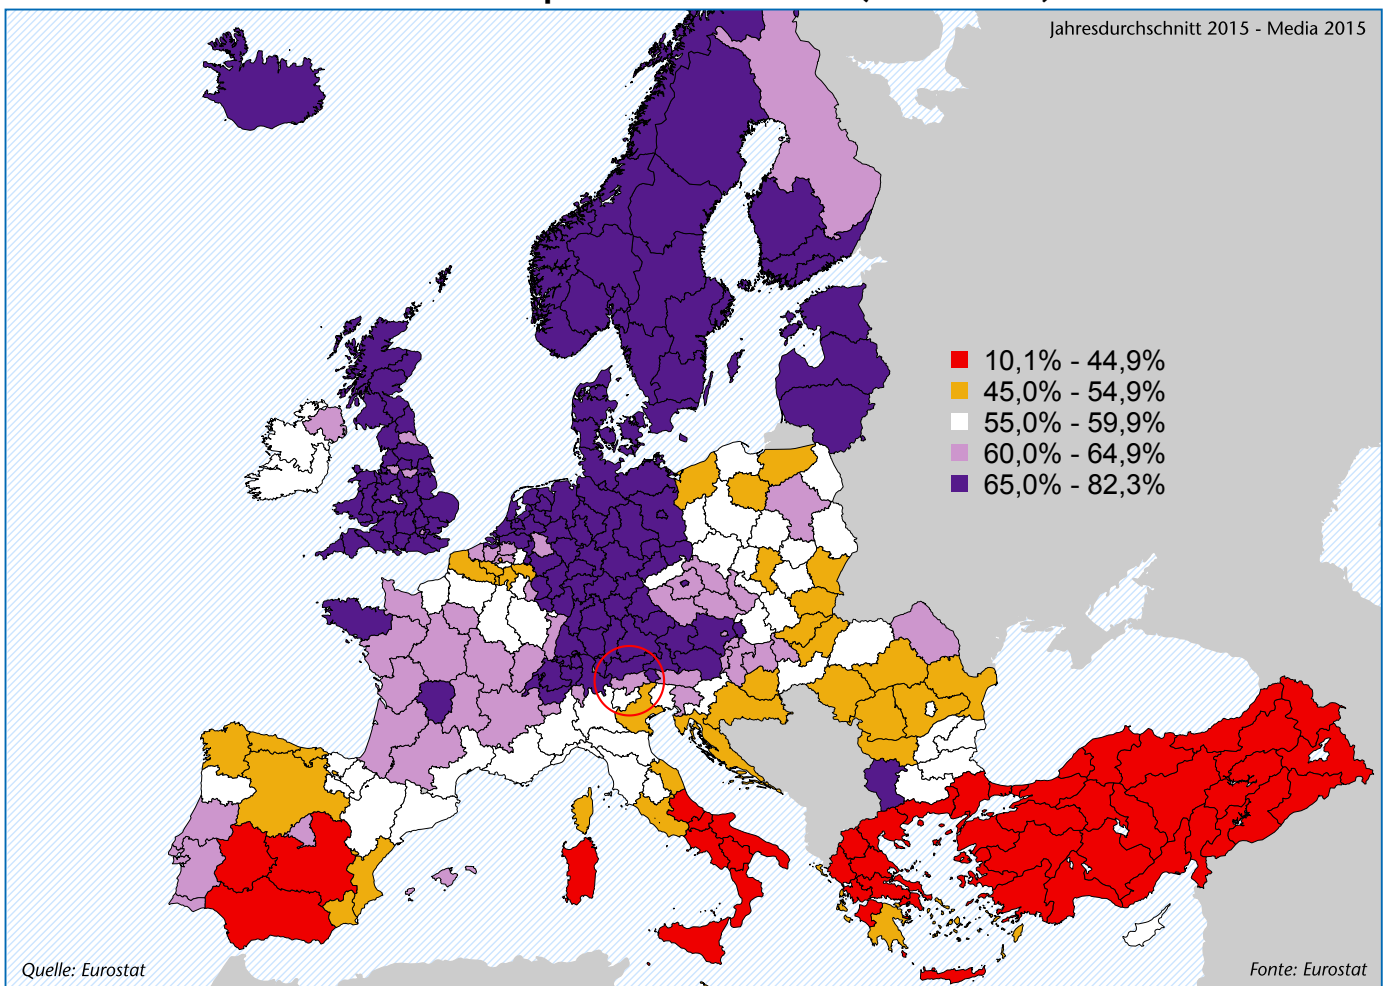 Jahresdurchschnitt 2015 - Media 2015
10,1% - 44,9%
45,0% - 54,9%
55,0% - 59,9%
60,0% - 64,9%
65,0% - 82,3%
Quelle: Eurostat
Fonte: Eurostat